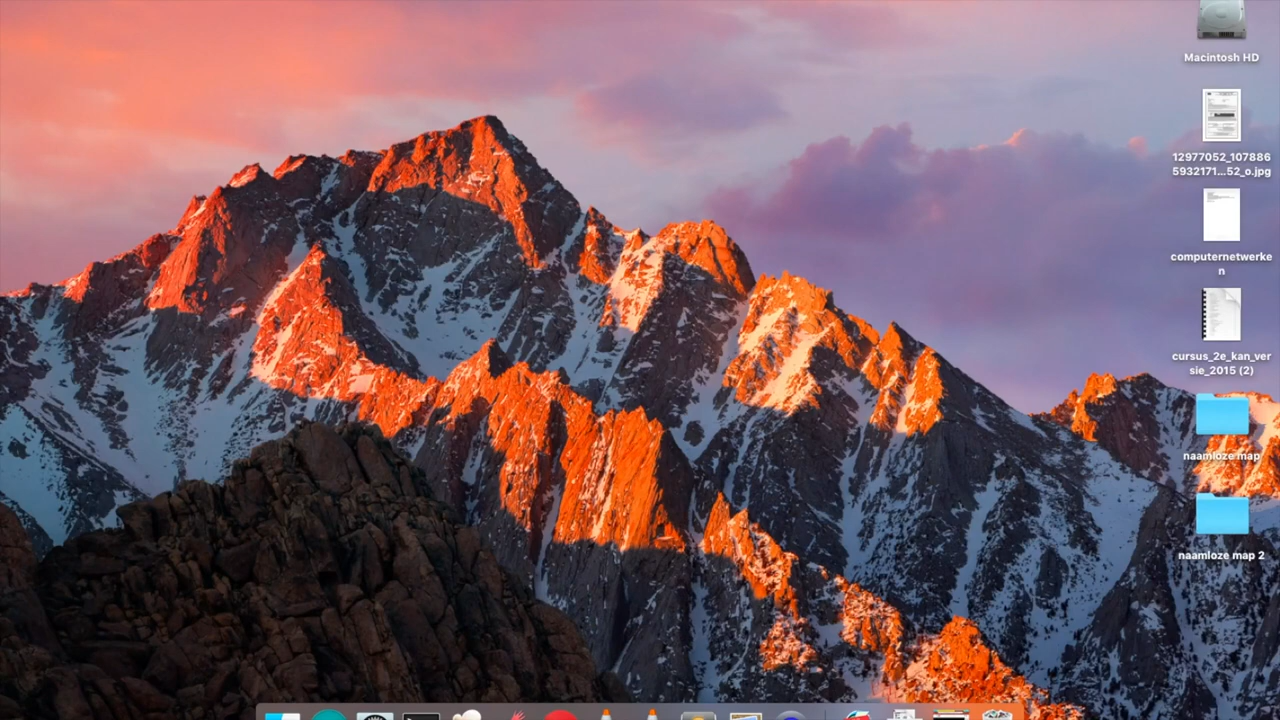 Macintosh HD
12977052_107886
5932171...52_o.jpg
computernetwerke
n
cursus_2e_kan_ver
sie_2015 (2)
naamloze map
naamloze map 2